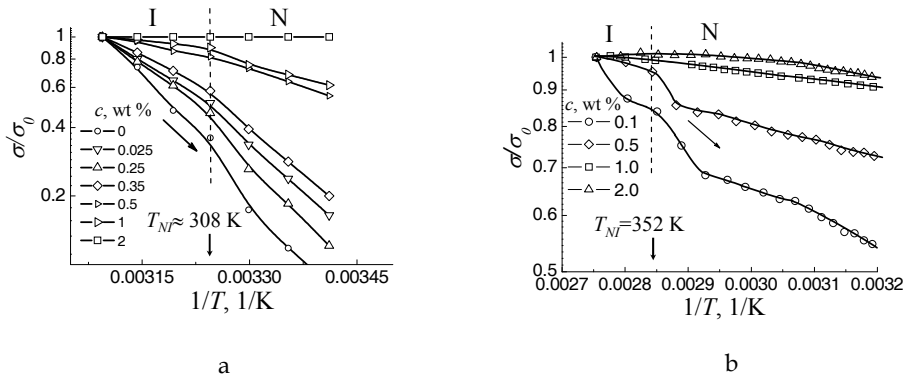 I N
1
0.8
0.6
0.4
0.2
σ/σ0
c, wt %
0
0.025
0.25
0.35
0.5
1
2
TNI≈ 308 K
0.00315 0.00330 0.00345
1/T, 1/K
a
I N
1
0.9
0.8
0.7
0.6
0.5
σ/σ0
c, wt %
0.1
0.5
1.0
2.0
TNI=352 K
0.0027 0.0028 0.0029 0.0030 0.0031 0.0032
1/T, 1/K
b